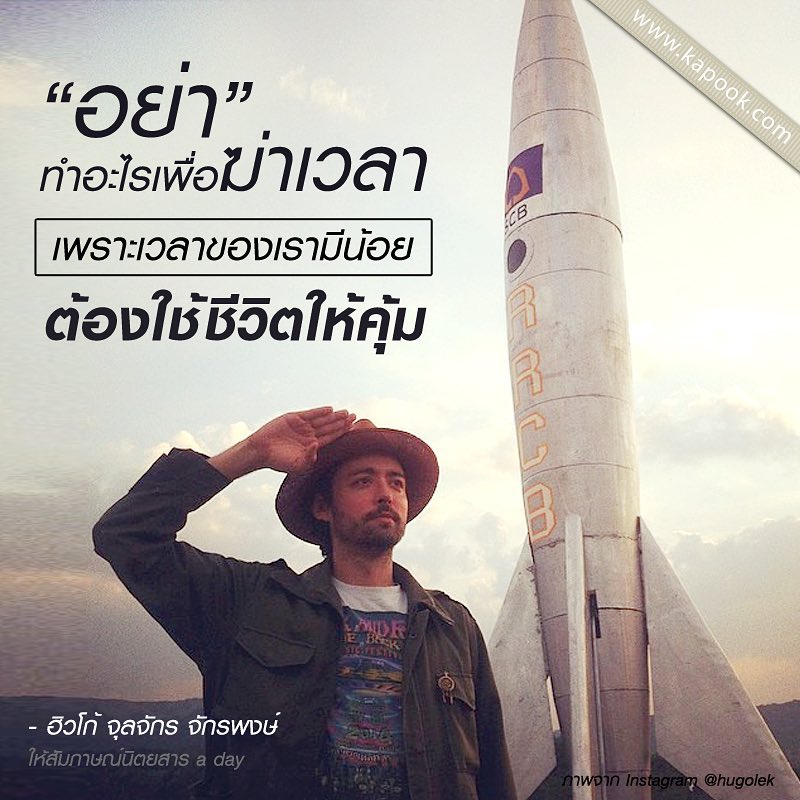 “อย่า”
ทำอะไรเพื่อฆ่าเวลา
เพราะเวลาของเรามีน้อย
ต้องใช้ชีวิตให้คุ้ม
www.kapook.com
SCB
RRCB
- ฮิวโก้ จุลจักร จักรพงษ์
ให้สัมภาษณ์นิตยสาร a day
ภาพจาก Instagram @hugolek